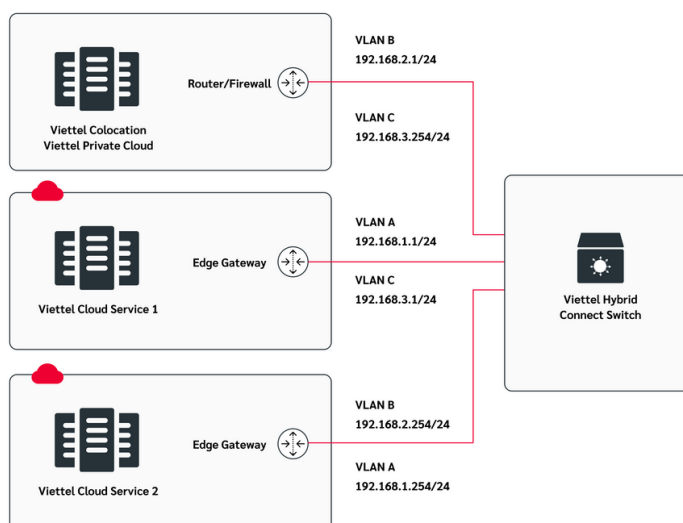 VLAN B
192.168.2.1/24
Router/Firewall
VLAN C
192.168.3.254/24
Viettel Colocation
Viettel Private Cloud
VLAN A
192.168.1.1/24
Edge Gateway
VLAN C
192.168.3.1/24
Viettel Cloud Service 1
Viettel Hybrid
Connect Switch
VLAN B
192.168.2.254/24
Edge Gateway
VLAN A
192.168.1.254/24
Viettel Cloud Service 2